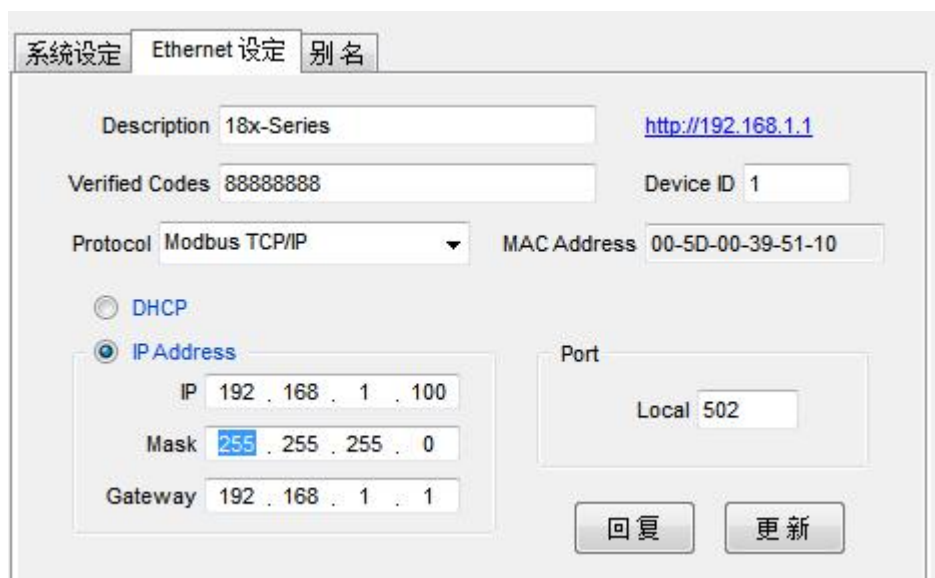 系统设定 Ethernet 设定 别名
Description 18x-Series http://192.168.1.1
Verified Codes 88888888 Device ID 1
Protocol Modbus TCP/IP MAC Address 00-5D-00-39-51-10
DHCP
IP Address Port
IP 192 . 168 . 1 . 100
Local 502
Mask 255 . 255 . 255 . 0
Gateway 192 . 168 . 1 . 1
回复 更新